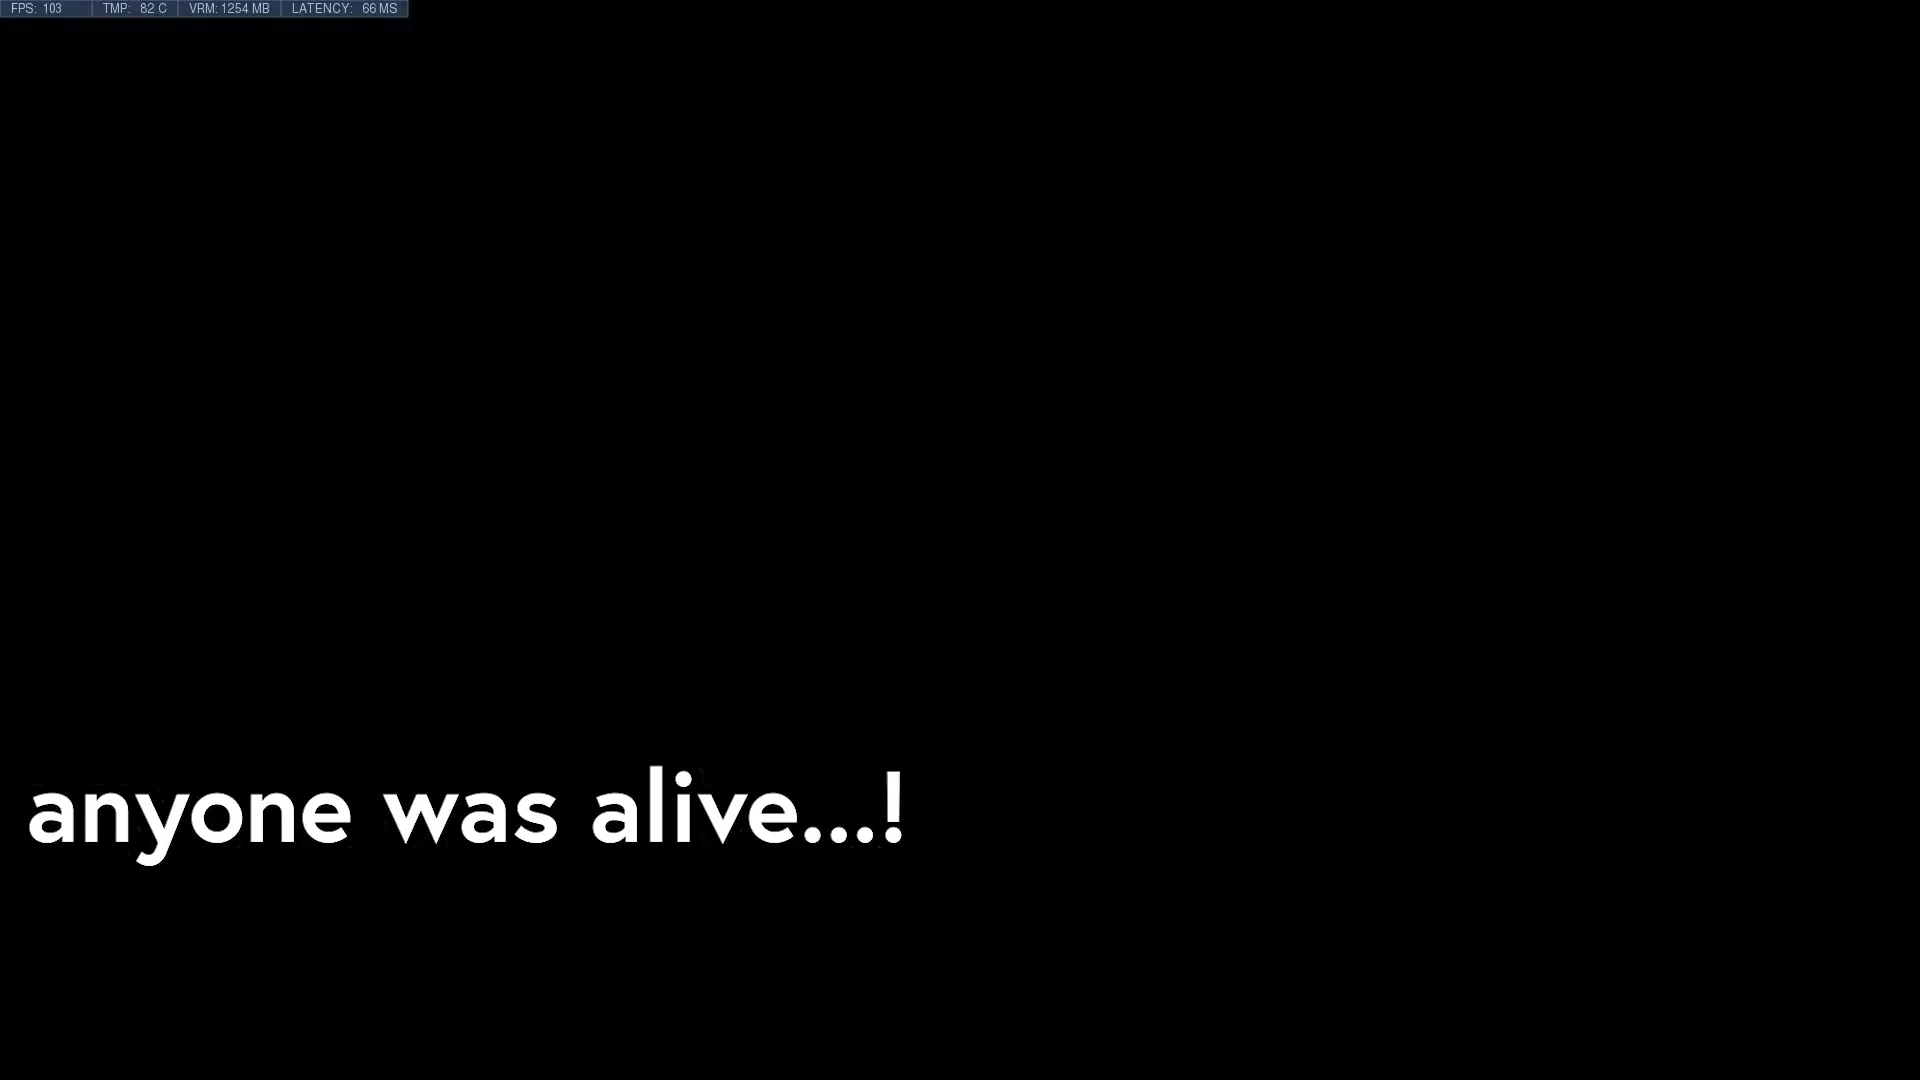 FPS: 103 TMP: 82 C VRM: 1254 MB LATENCY: 66 MS
anyone was alive...!